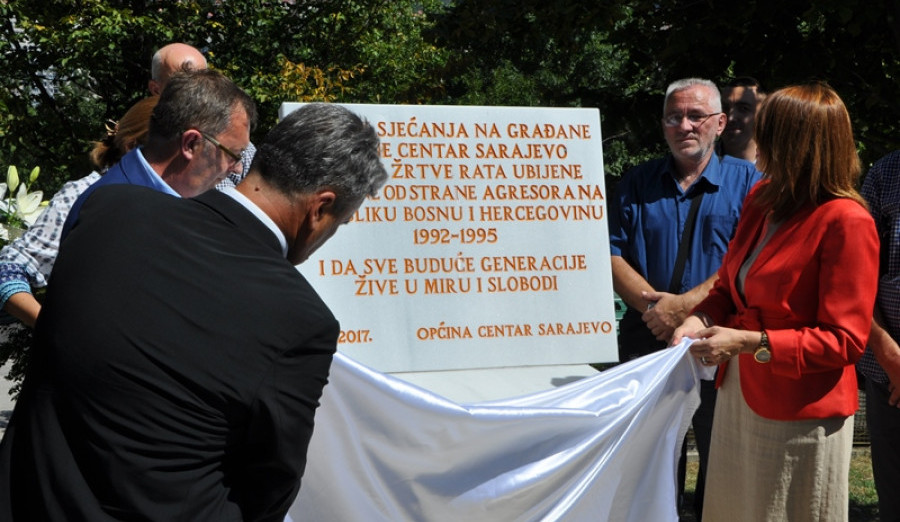 SJEĆANJA NA GRAĐANE
CENTAR SARAJEVO
ŽRTVE RATA UBIJENE
OD STRANE AGRESORA NA
LIKU BOSNU I HERCEGOVINU
1992-1995
I DA SVE BUDUĆE GENERACIJE
ŽIVE U MIRU I SLOBODI
2017. OPĆINA CENTAR SARAJEVO